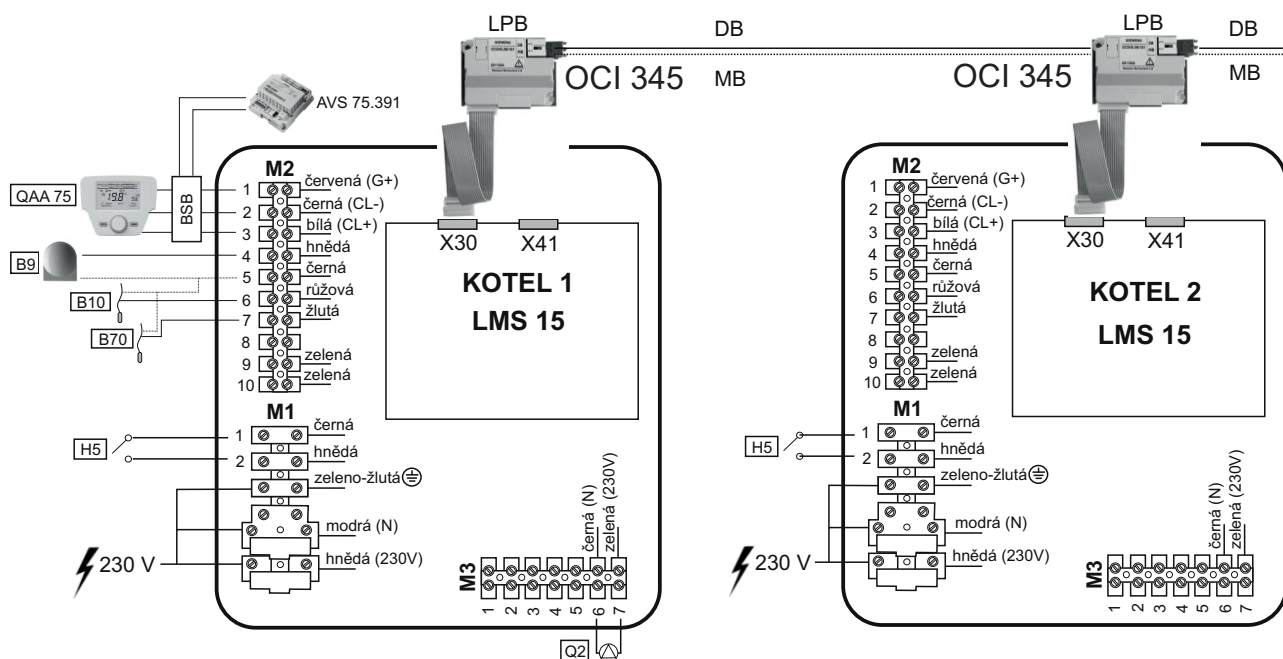 LPB
DB
MB
OCI 345
LPB
DB
MB
OCI 345
AVS 75.391
QAA 75
BSB
B9
B10
B70
M2
1 červená (G+)
2 černá (CL-)
3 bílá (CL+)
4 hnědá
5 černá
6 růžová
7 žlutá
8
9 zelená
10 zelená
X30
X41
KOTEL 1
LMS 15
M1
H5
1 černá
2 hnědá
zeleno-žlutá
modrá (N)
230 V
hnědá (230V)
M3
černá (N)
zelená (230V)
1 2 3 4 5 6 7
Q2
M2
1 červená (G+)
2 černá (CL-)
3 bílá (CL+)
4 hnědá
5 černá
6 růžová
7 žlutá
8
9 zelená
10 zelená
X30
X41
KOTEL 2
LMS 15
M1
H5
1 černá
2 hnědá
zeleno-žlutá
modrá (N)
230 V
hnědá (230V)
M3
černá (N)
zelená (230V)
1 2 3 4 5 6 7